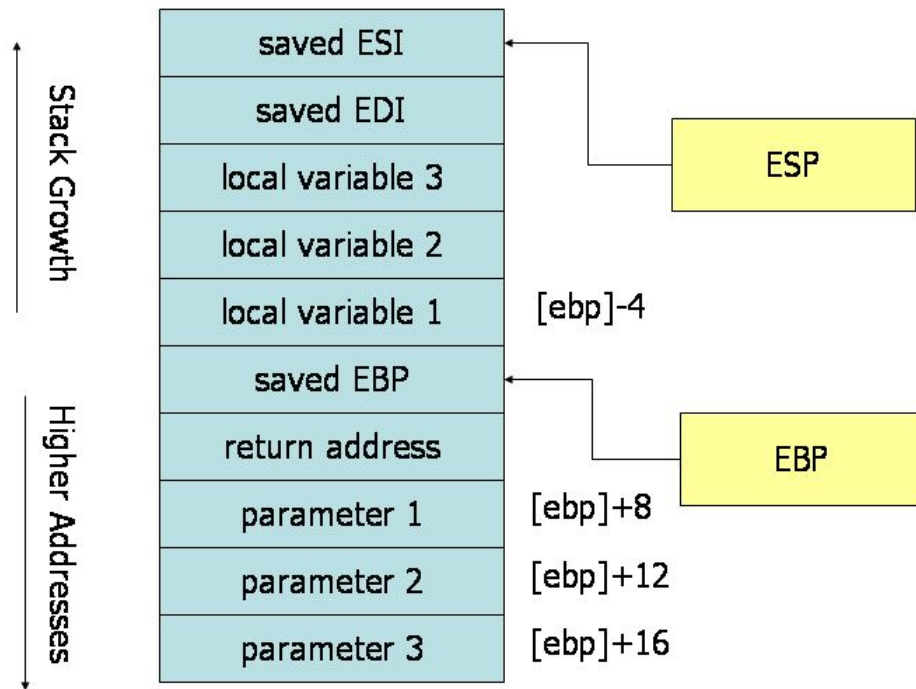 Stack Growth
Higher Addresses
saved ESI
saved EDI
local variable 3
local variable 2
local variable 1
saved EBP
return address
parameter 1
parameter 2
parameter 3
[ebp]-4
[ebp]+8
[ebp]+12
[ebp]+16
ESP
EBP